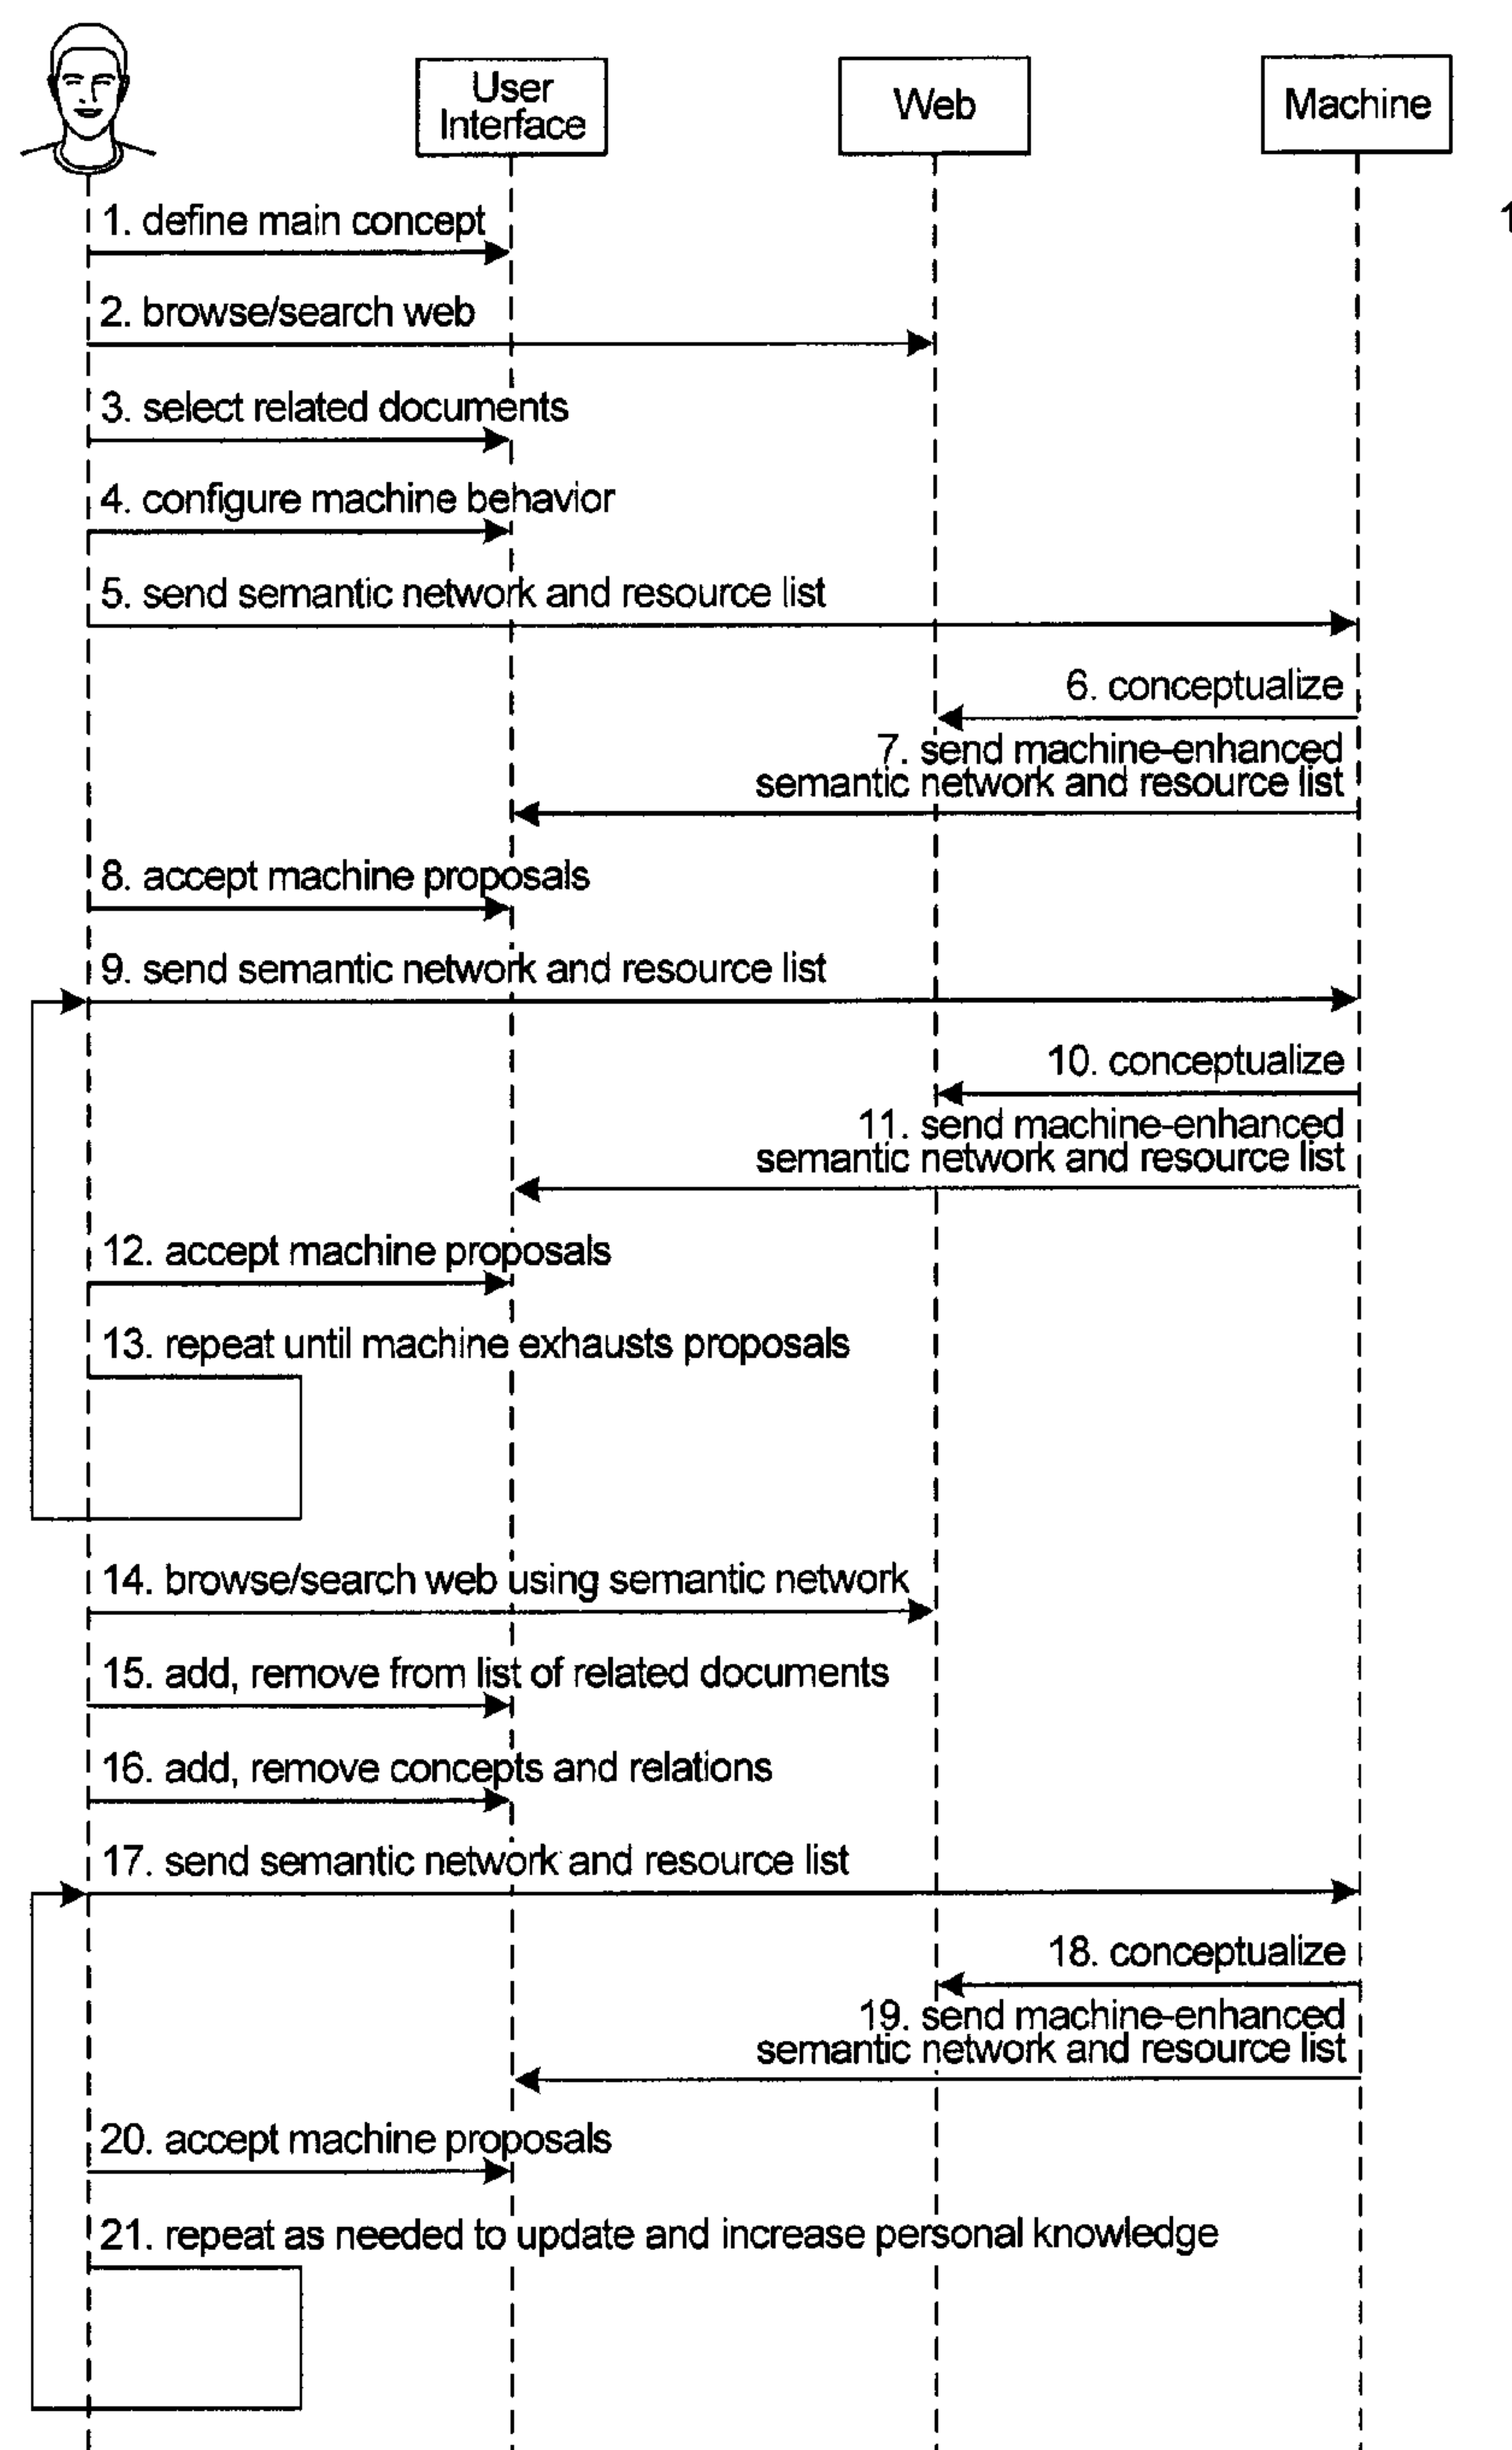 User
Interface
Web
Machine
1. define main concept
2. browse/search web
3. select related documents
4. configure machine behavior
5. send semantic network and resource list
6. conceptualize
7. send machine-enhanced
semantic network and resource list
8. accept machine proposals
9. send semantic network and resource list
10. conceptualize
11. send machine-enhanced
semantic network and resource list
12. accept machine proposals
13. repeat until machine exhausts proposals
14. browse/search web using semantic network
15. add, remove from list of related documents
16. add, remove concepts and relations
17. send semantic network and resource list
18. conceptualize
19. send machine-enhanced
semantic network and resource list
20. accept machine proposals
21. repeat as needed to update and increase personal knowledge